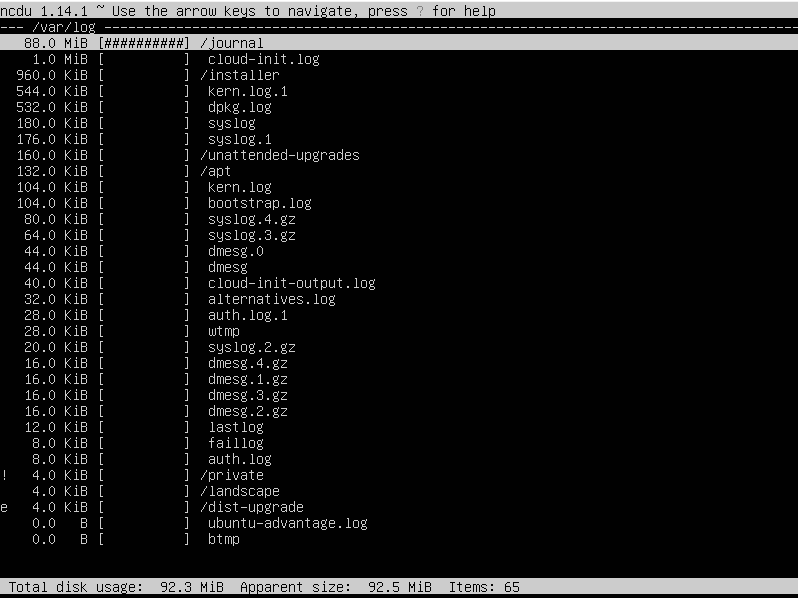 ncdu 1.14.1 ~ Use the arrow keys to navigate, press ? for help
--- /var/log ----------------------------------------------------------------------------------------
   88.0 MiB [##########] /journal
    1.0 MiB [          ]  cloud-init.log
  960.0 KiB [          ] /installer
  544.0 KiB [          ]  kern.log.1
  532.0 KiB [          ]  dpkg.log
  180.0 KiB [          ]  syslog
  176.0 KiB [          ]  syslog.1
  160.0 KiB [          ] /unattended-upgrades
  132.0 KiB [          ] /apt
  104.0 KiB [          ]  kern.log
  104.0 KiB [          ]  bootstrap.log
   80.0 KiB [          ]  syslog.4.gz
   64.0 KiB [          ]  syslog.3.gz
   44.0 KiB [          ]  dmesg.0
   44.0 KiB [          ]  dmesg
   40.0 KiB [          ]  cloud-init-output.log
   32.0 KiB [          ]  alternatives.log
   28.0 KiB [          ]  auth.log.1
   28.0 KiB [          ]  wtmp
   20.0 KiB [          ]  syslog.2.gz
   16.0 KiB [          ]  dmesg.4.gz
   16.0 KiB [          ]  dmesg.1.gz
   16.0 KiB [          ]  dmesg.3.gz
   16.0 KiB [          ]  dmesg.2.gz
   12.0 KiB [          ]  lastlog
    8.0 KiB [          ]  faillog
    8.0 KiB [          ]  auth.log
!   4.0 KiB [          ] /private
    4.0 KiB [          ] /landscape
e   4.0 KiB [          ] /dist-upgrade
    0.0   B [          ]  ubuntu-advantage.log
    0.0   B [          ]  btmp
 Total disk usage:  92.3 MiB  Apparent size:  92.5 MiB  Items: 65